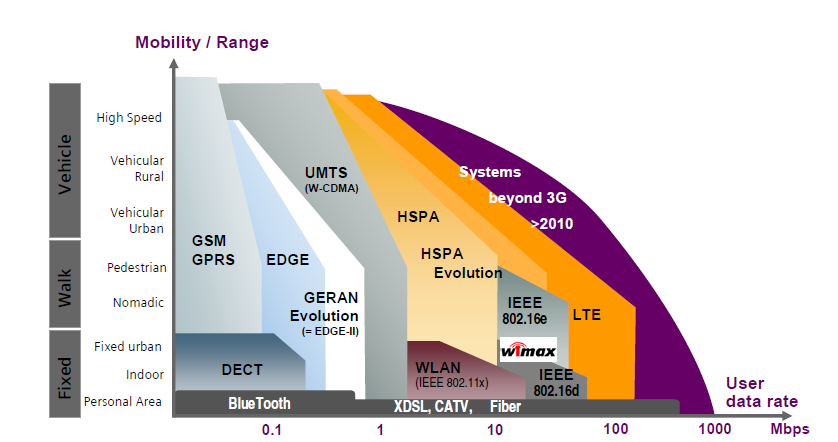 Mobility / Range
Vehicle
High Speed
Vehicular
Rural
Vehicular
Urban
Walk
Pedestrian
Nomadic
Fixed
Fixed urban
Indoor
Personal Area
GSM
GPRS
EDGE
GERAN
Evolution
(= EDGE-II)
UMTS
(W-CDMA)
HSPA
HSPA
Evolution
Systems
beyond 3G
>2010
IEEE
802.16e
LTE
wimax
IEEE
802.16d
DECT
WLAN
(IEEE 802.11x)
BlueTooth
XDSL, CATV, Fiber
User
data rate
0.1 1 10 100 1000 Mbps